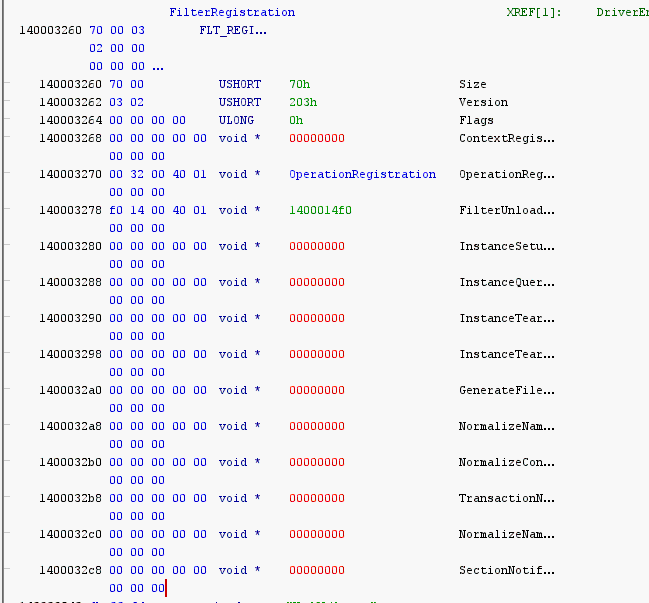 FilterRegistration XREF[1]: DriverEn
140003260 70 00 03 FLT_REGI...
02 00 00
00 00 00 ...
140003260 70 00 USHORT 70h Size
140003262 03 02 USHORT 203h Version
140003264 00 00 00 00 ULONG 0h Flags
140003268 00 00 00 00 00 void * 00000000 ContextRegis...
00 00 00
140003270 00 32 00 40 01 void * OperationRegistration OperationReg...
00 00 00
140003278 f0 14 00 40 01 void * 1400014f0 FilterUnload...
00 00 00
140003280 00 00 00 00 00 void * 00000000 InstanceSetu...
00 00 00
140003288 00 00 00 00 00 void * 00000000 InstanceQuer...
00 00 00
140003290 00 00 00 00 00 void * 00000000 InstanceTear...
00 00 00
140003298 00 00 00 00 00 void * 00000000 InstanceTear...
00 00 00
1400032a0 00 00 00 00 00 void * 00000000 GenerateFile...
00 00 00
1400032a8 00 00 00 00 00 void * 00000000 NormalizeNam...
00 00 00
1400032b0 00 00 00 00 00 void * 00000000 NormalizeCon...
00 00 00
1400032b8 00 00 00 00 00 void * 00000000 TransactionN...
00 00 00
1400032c0 00 00 00 00 00 void * 00000000 NormalizeNam...
00 00 00
1400032c8 00 00 00 00 00 void * 00000000 SectionNotif...
00 00 00